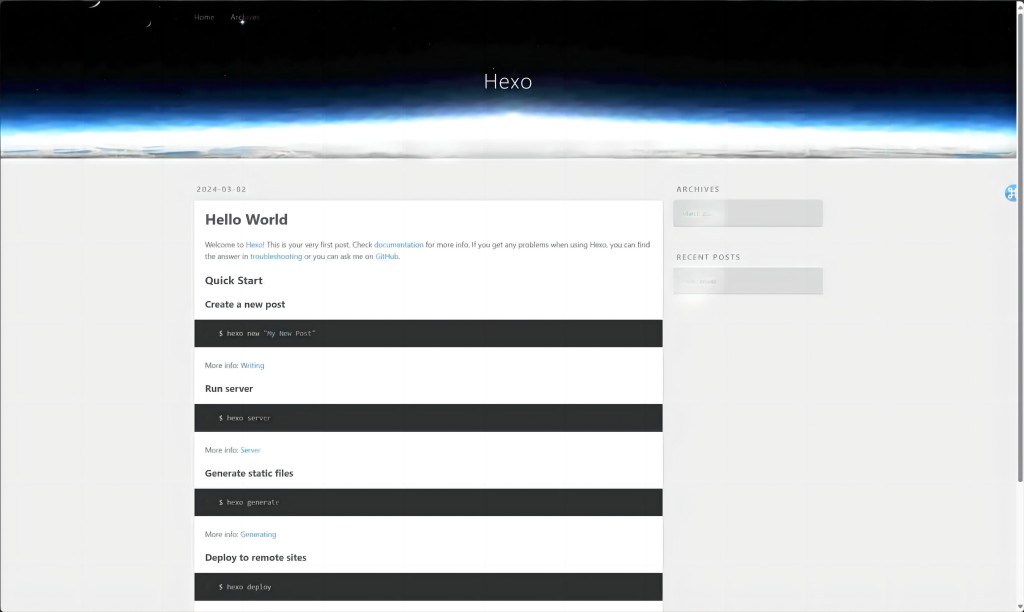 Home Archives
Hexo
2024-03-02
Hello World
Welcome to Hexo! This is your very first post. Check documentation for more info. If you get any problems when using Hexo, you can find
the answer in troubleshooting or you can ask me on GitHub.
Quick Start
Create a new post
$ hexo new "My New Post"
More info: Writing
Run server
$ hexo server
More info: Server
Generate static files
$ hexo generate
More info: Generating
Deploy to remote sites
$ hexo deploy
ARCHIVES
RECENT POSTS